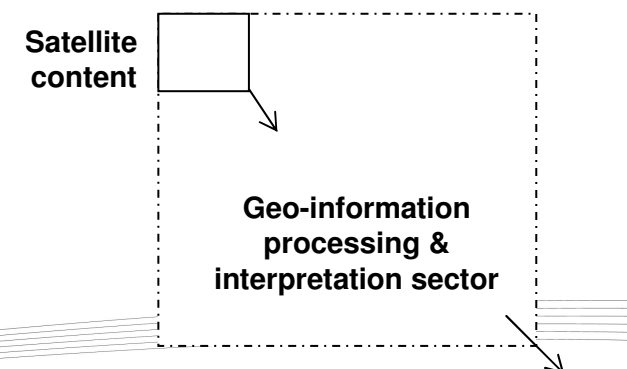 Satellite
content
Geo-information
processing &
interpretation sector